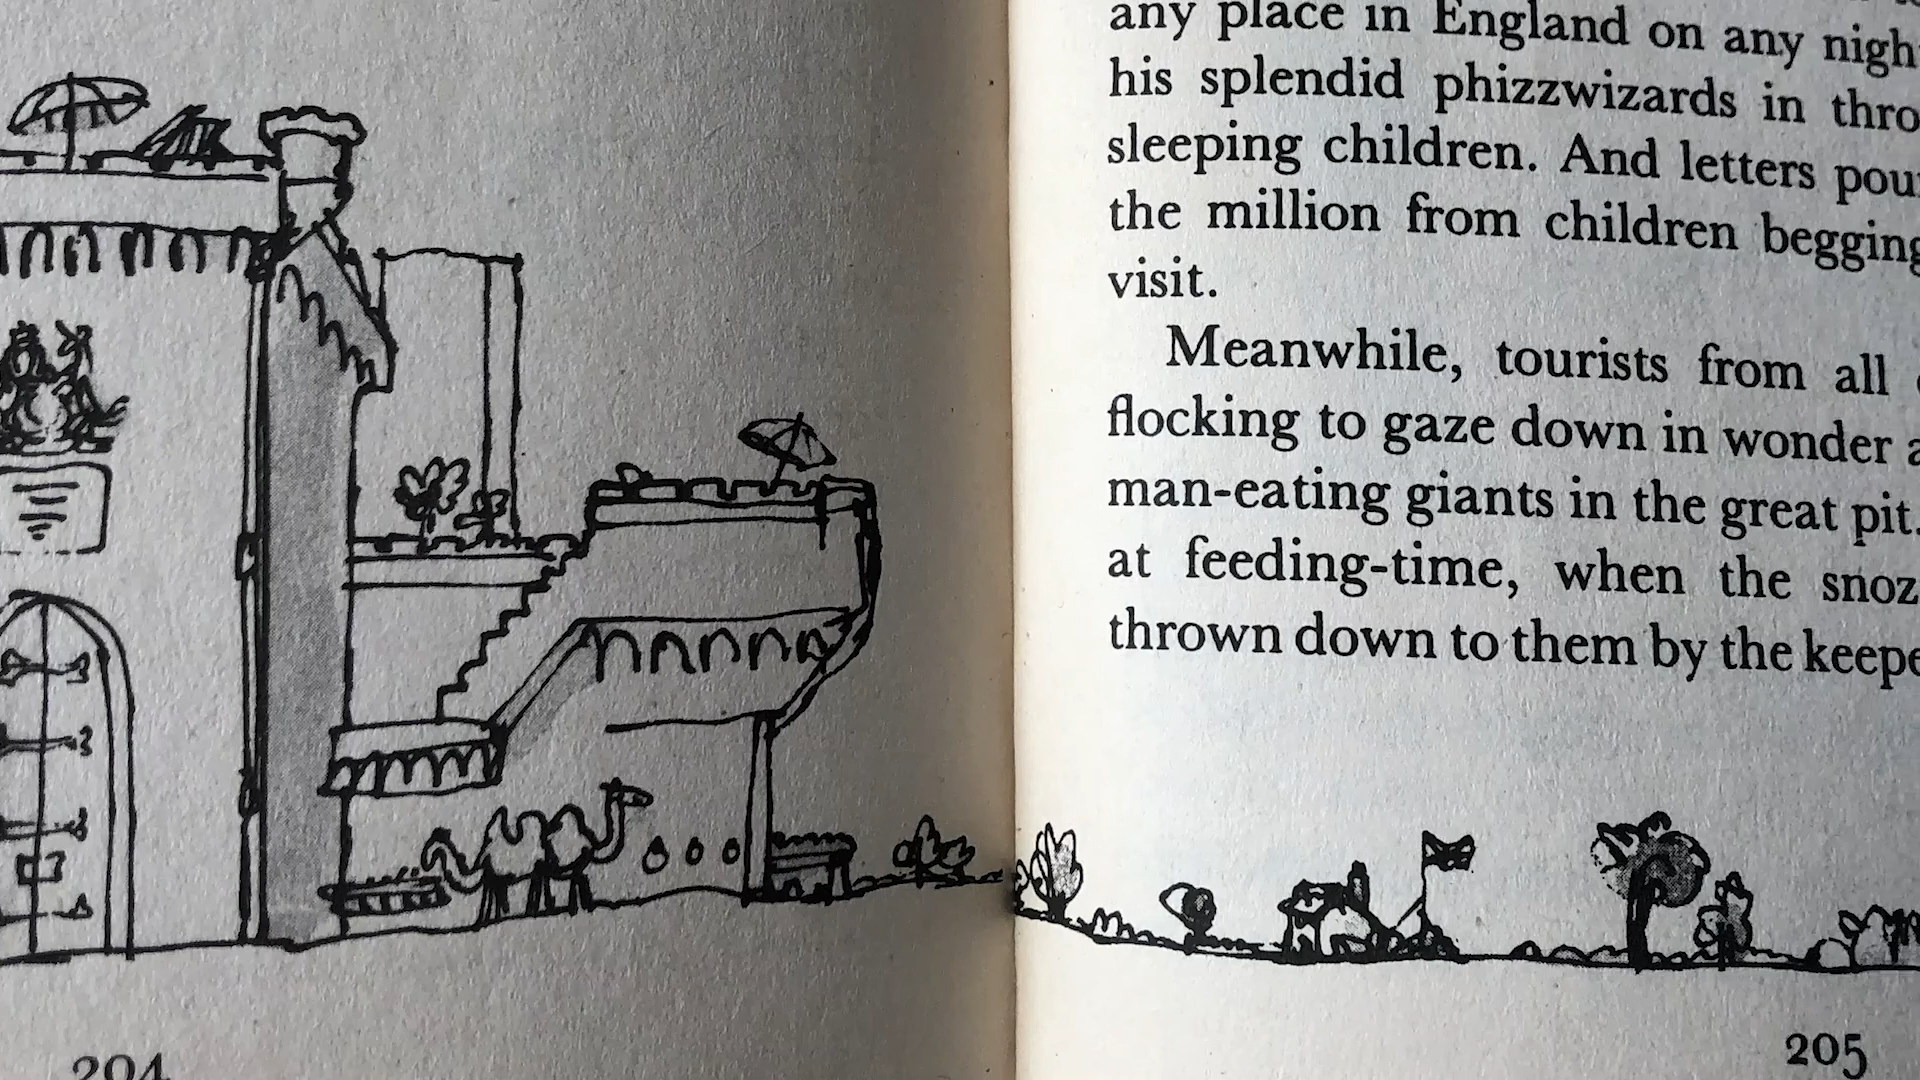 204
any place in England on any nigh
his splendid phizzwizards in thro
sleeping children. And letters pou
the million from children begging
visit.
Meanwhile, tourists from all
flocking to gaze down in wonder a
man-eating giants in the great pit.
at feeding-time, when the snoz
thrown down to them by the keepe
205